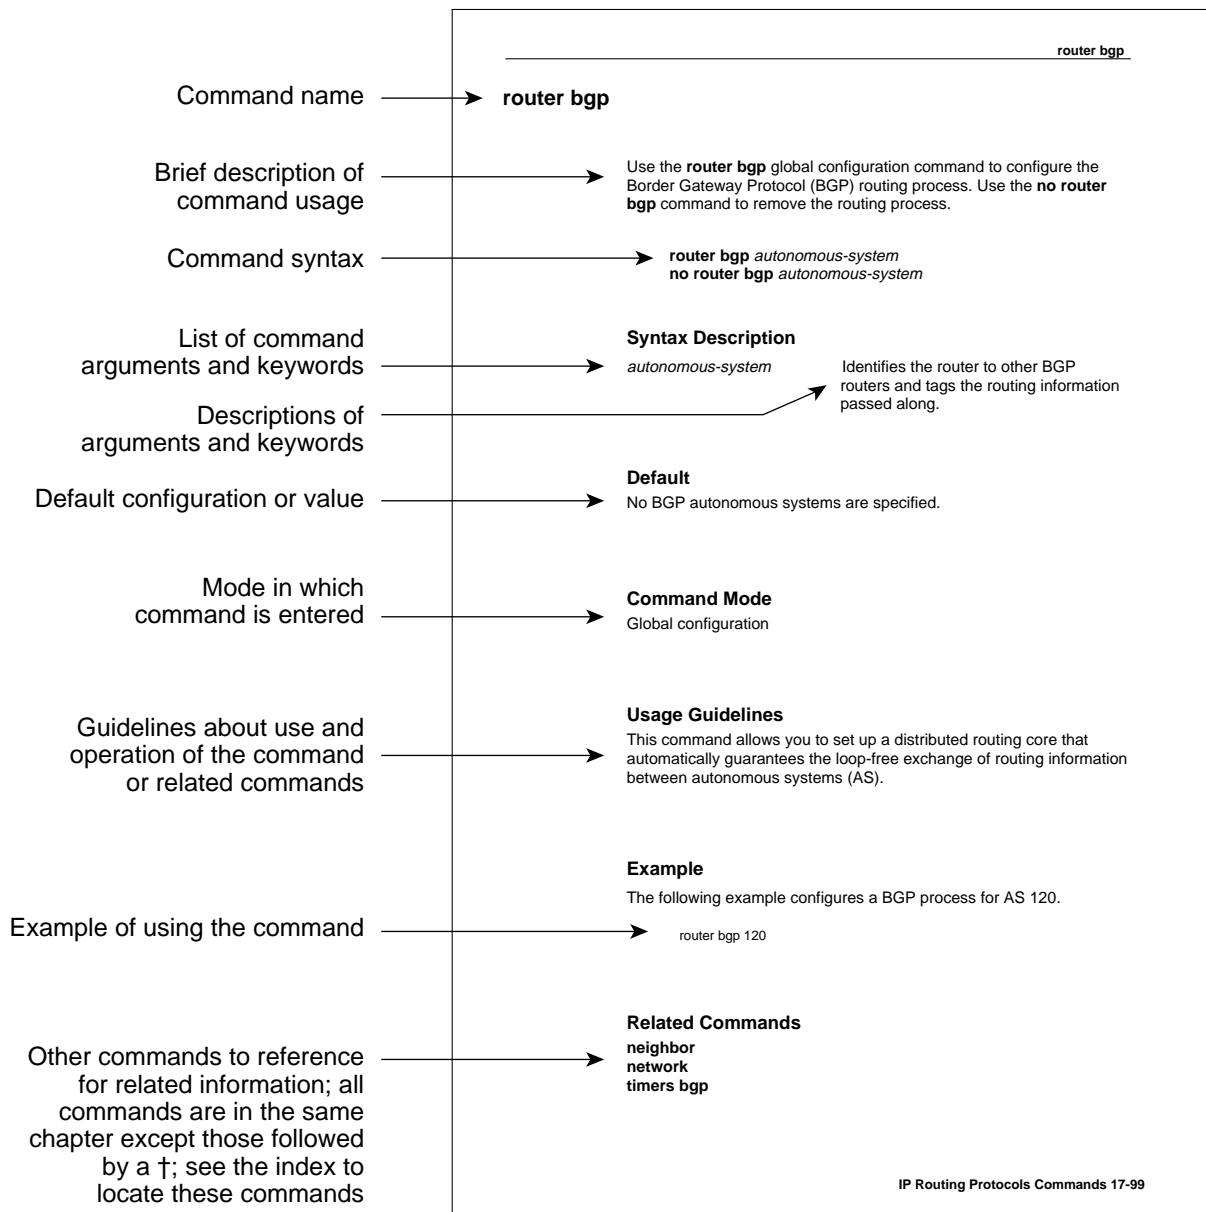 router bgp
Command name
router bgp
Brief description of
command usage
Use the router bgp global configuration command to configure the
Border Gateway Protocol (BGP) routing process. Use the no router
bgp command to remove the routing process.
Command syntax
router bgp autonomous-system
no router bgp autonomous-system
List of command
arguments and keywords
Syntax Description
autonomous-system
Descriptions of
arguments and keywords
Identifies the router to other BGP
routers and tags the routing information
passed along.
Default configuration or value
Default
No BGP autonomous systems are specified.
Mode in which
command is entered
Command Mode
Global configuration
Guidelines about use and
operation of the command
or related commands
Usage Guidelines
This command allows you to set up a distributed routing core that
automatically guarantees the loop-free exchange of routing information
between autonomous systems (AS).
Example
The following example configures a BGP process for AS 120.
Example of using the command
router bgp 120
Related Commands
neighbor
network
timers bgp
Other commands to reference
for related information; all
commands are in the same
chapter except those followed
by a †; see the index to
locate these commands
IP Routing Protocols Commands 17-99